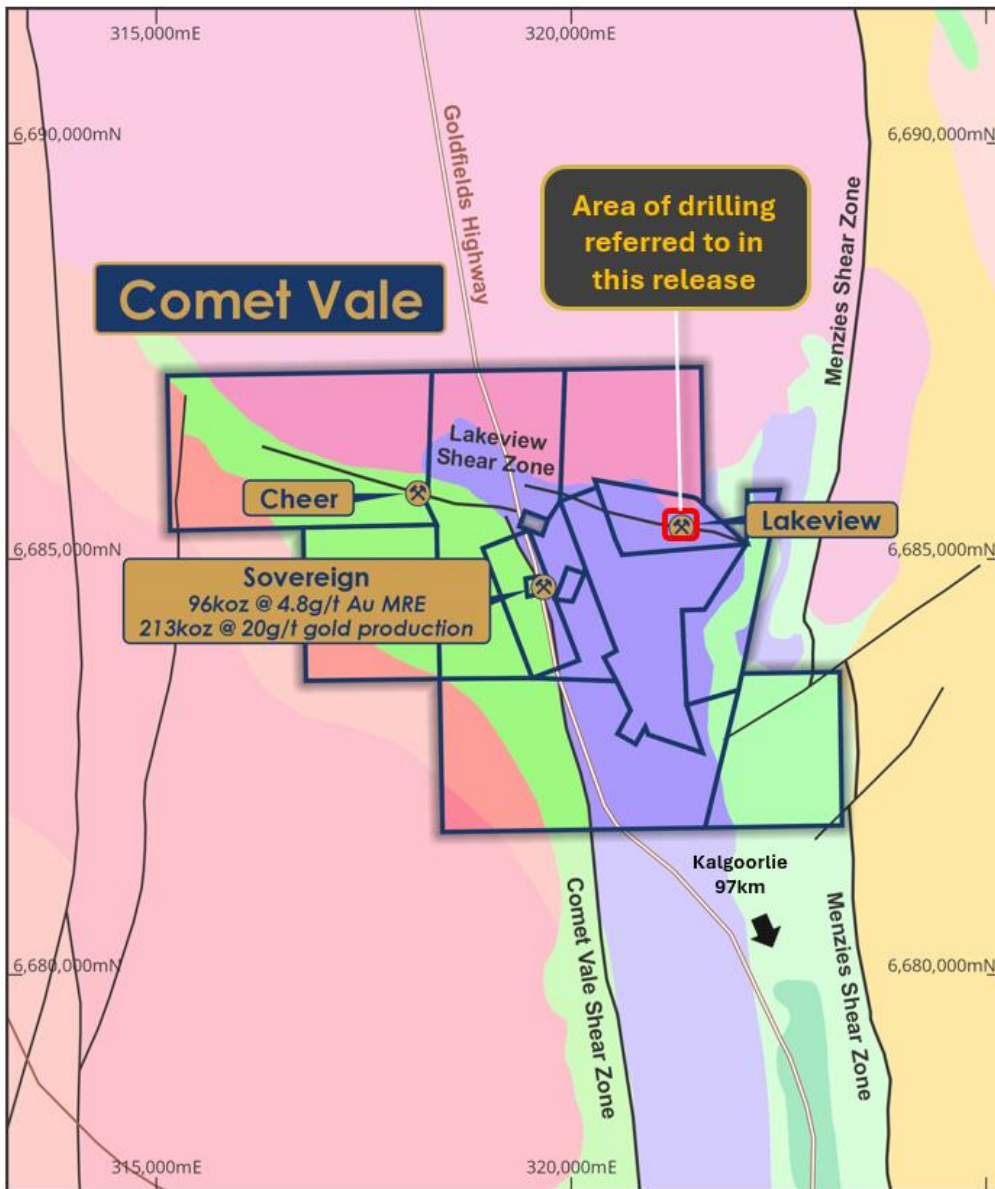 315,000mE
320,000mE
6,690,000mN
6,690,000mN
Goldfields Highway
Menzies Shear Zone
Area of drilling
referred to in
this release
Comet Vale
Lakeview
Shear Zone
Cheer
Lakeview
6,685,000mN
6,685,000mN
Sovereign
96koz @ 4.8g/t Au MRE
213koz @ 20g/t gold production
Kalgoorlie
97km
Comet Vale Shear Zone
Menzies Shear Zone
6,680,000mN
6,680,000mN
315,000mE
320,000mE